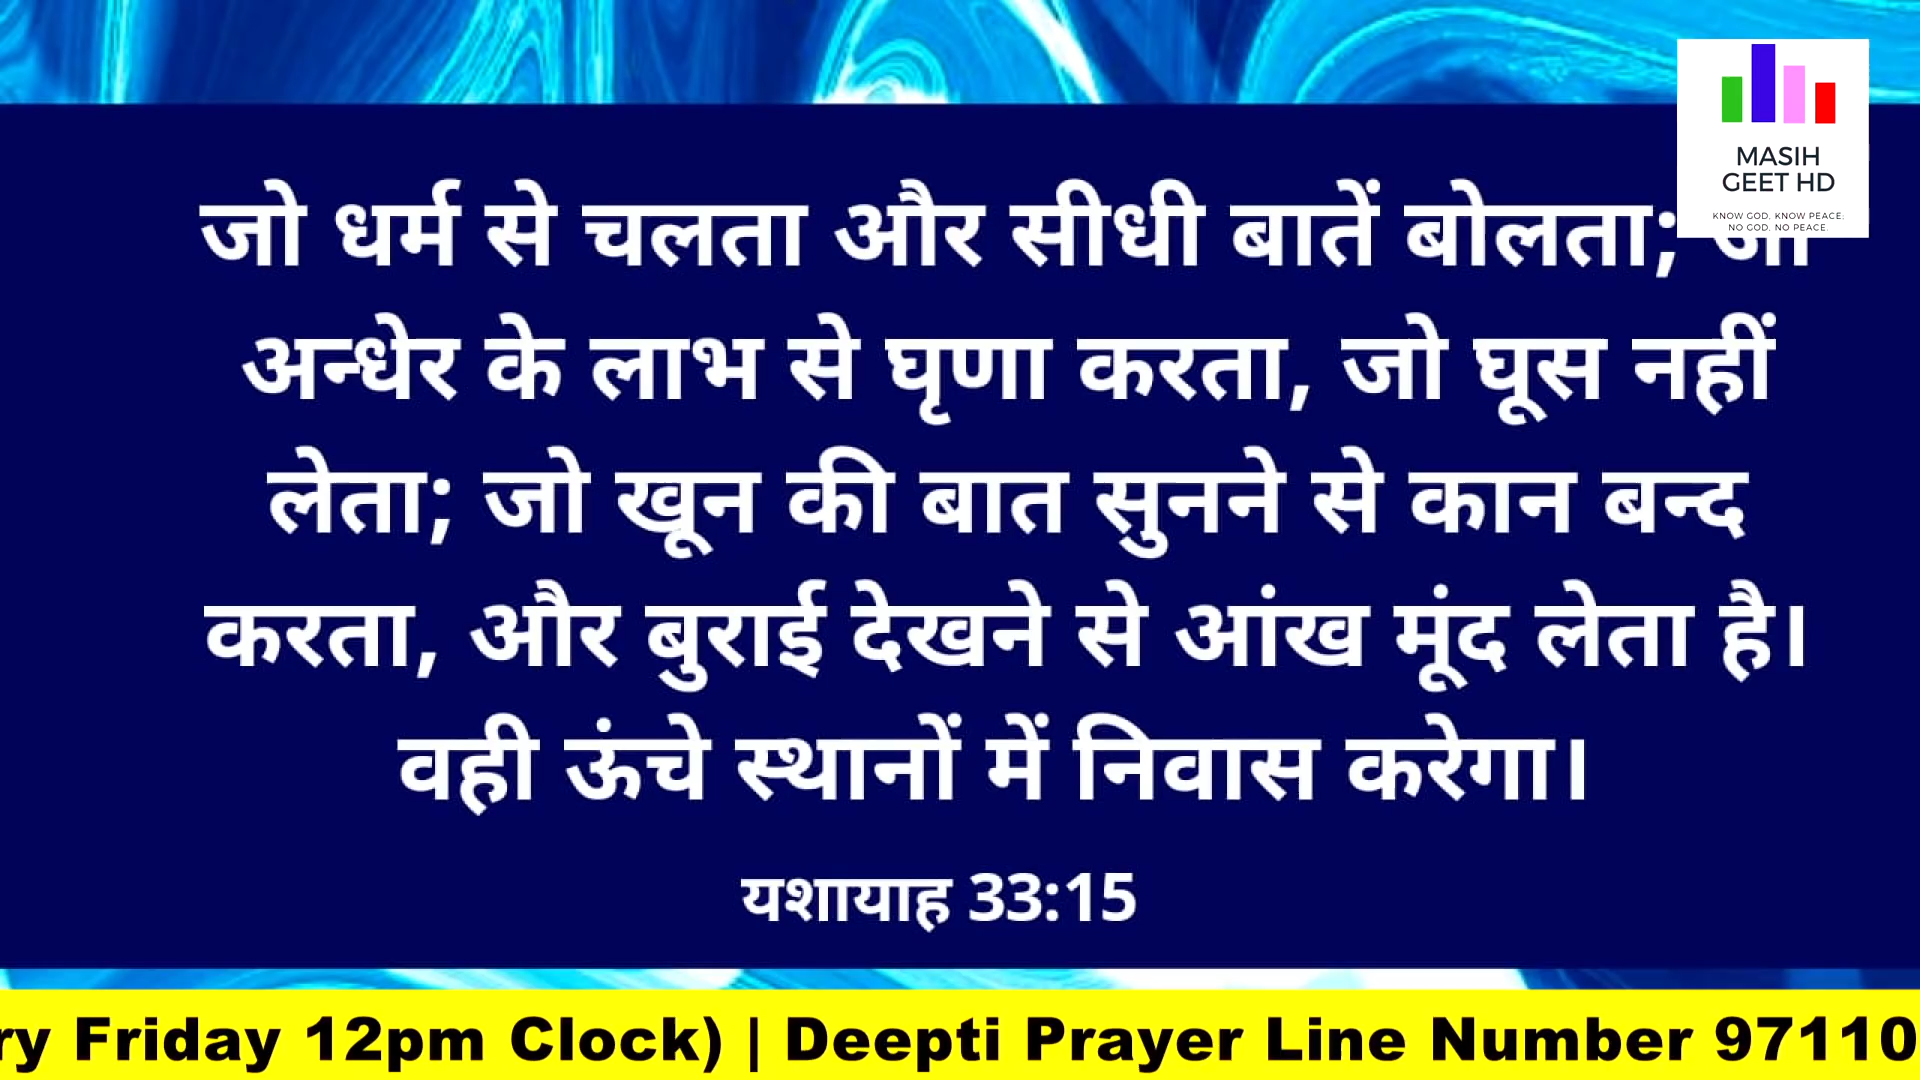 MASIH
GEET HD
KNOW GOD. KNOW PEACE.
NO GOD. NO PEACE.
जो धर्म से चलता और सीधी बातें बोलता;
अन्धेर के लाभ से घृणा करता, जो घूस नहीं
लेता; जो खून की बात सुनने से कान बन्द
करता, और बुराई देखने से आंख मूंद लेता है।
वही ऊंचे स्थानों में निवास करेगा।
यशायाह 33:15
Friday 12pm Clock) | Deepti Prayer Line Number 97110